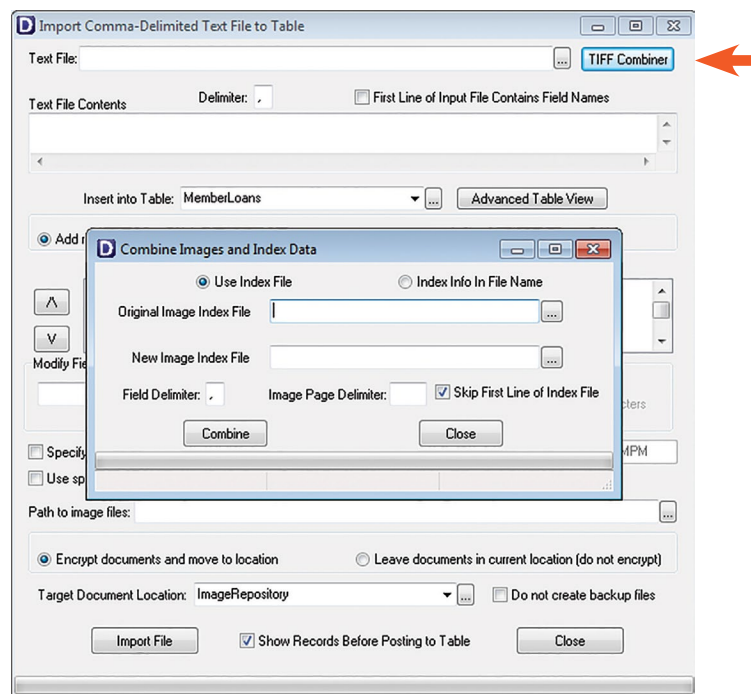 D Import Comma-Delimited Text File to Table
Text File: ... TIFF Combiner
Text File Contents Delimiter: , First Line of Input File Contains Field Names
Insert into Table: MemberLoans ... Advanced Table View
Add
D Combine Images and Index Data
Use Index File Index Info In File Name
Original Image Index File ...
/\
New Image Index File ...
V
Modify Fie
Field Delimiter: , Image Page Delimiter: Skip First Line of Index File
cters
Combine Close
Specify MPM
Use sp
Path to image files: ...
Encrypt documents and move to location Leave documents in current location (do not encrypt)
Target Document Location: ImageRepository ... Do not create backup files
Import File Show Records Before Posting to Table Close